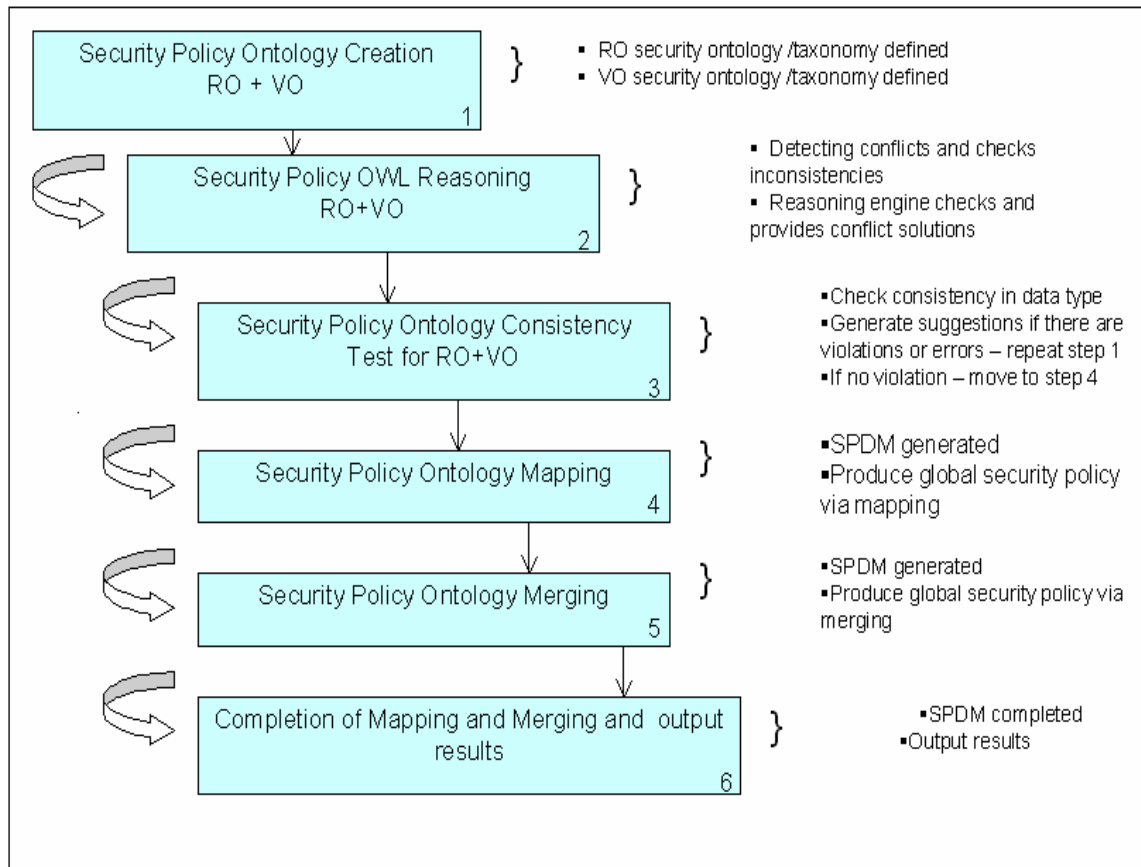 Security Policy Ontology Creation
RO + VO
1
}
▪ RO security ontology /taxonomy defined
▪ VO security ontology /taxonomy defined
Security Policy OWL Reasoning
RO+VO
2
}
▪ Detecting conflicts and checks
inconsistencies
▪ Reasoning engine checks and
provides conflict solutions
Security Policy Ontology Consistency
Test for RO+VO
3
}
▪Check consistency in data type
▪Generate suggestions if there are
violations or errors – repeat step 1
▪If no violation – move to step 4
Security Policy Ontology Mapping
4
}
▪SPDM generated
▪Produce global security policy
via mapping
Security Policy Ontology Merging
5
}
▪SPDM generated
▪Produce global security policy via
merging
Completion of Mapping and Merging and output
results
6
}
▪SPDM completed
▪Output results